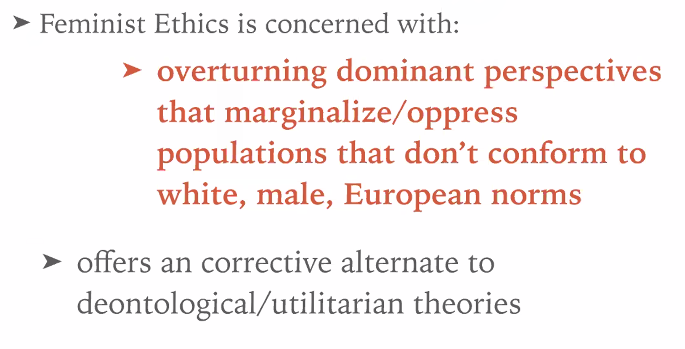 ➤ Feminist Ethics is concerned with:
➤ overturning dominant perspectives
that marginalize/oppress
populations that don’t conform to
white, male, European norms
➤ offers an corrective alternate to
deontological/utilitarian theories